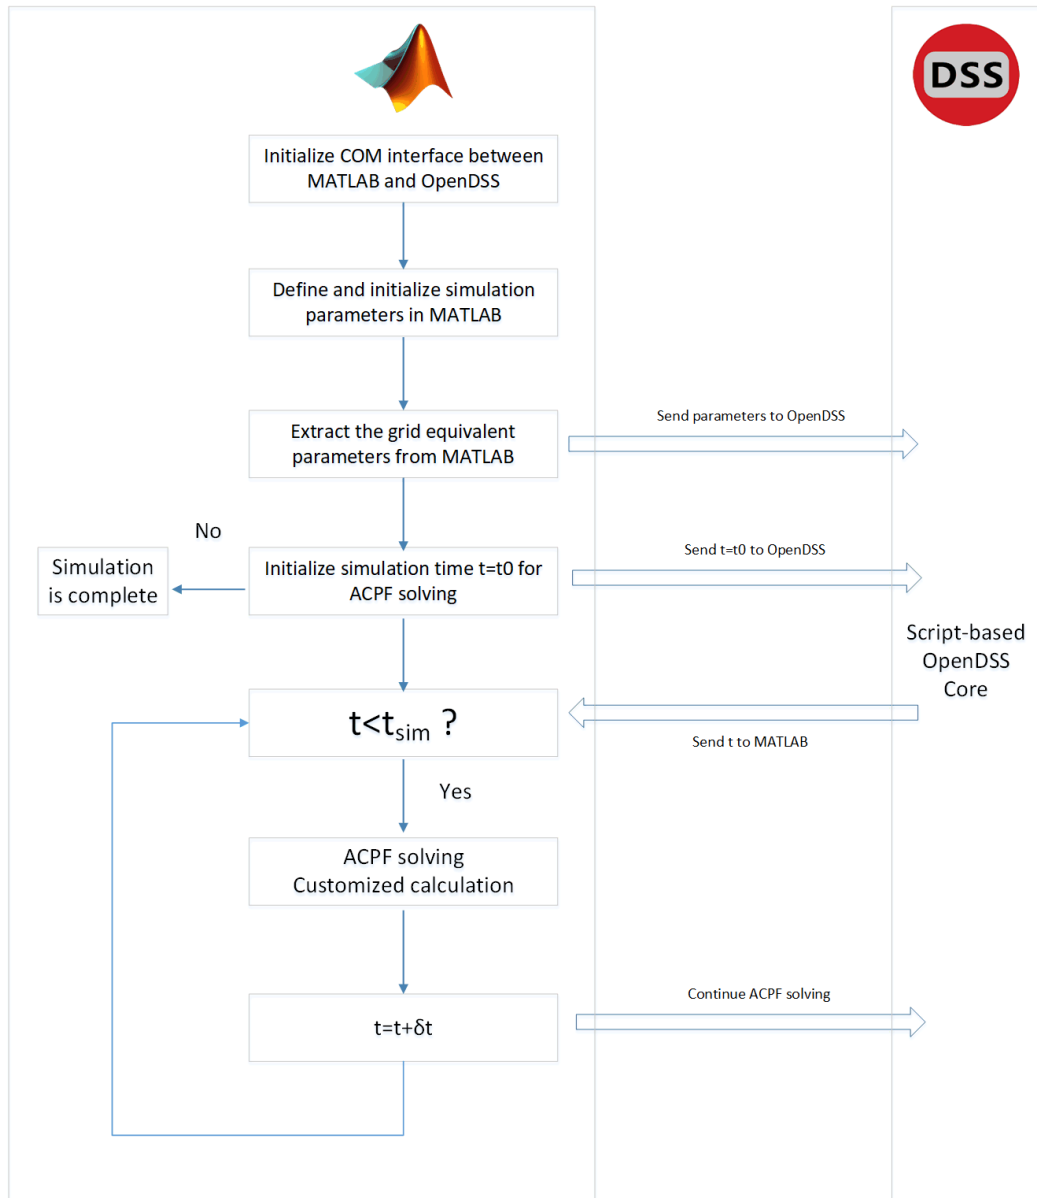 DSS
Initialize COM interface between
MATLAB and OpenDSS
Define and initialize simulation
parameters in MATLAB
Extract the grid equivalent
parameters from MATLAB
Send parameters to OpenDSS
No
Simulation
is complete
Initialize simulation time t=t0 for
ACPF solving
Send t=t0 to OpenDSS
Script-based
OpenDSS
Core
t<tsim ?
Send t to MATLAB
Yes
ACPF solving
Customized calculation
t=t+δt
Continue ACPF solving